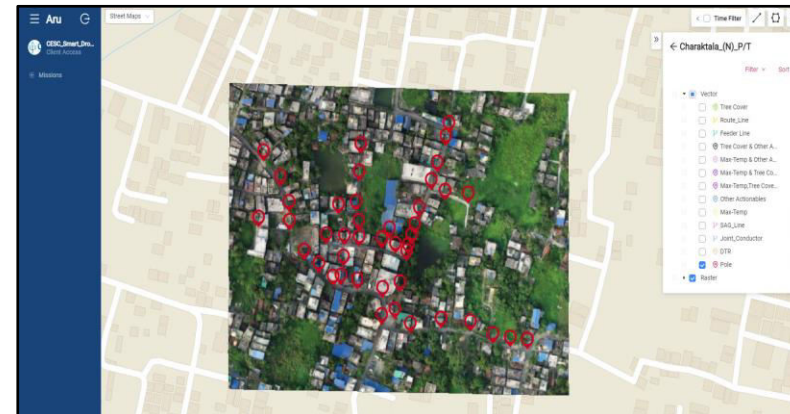 Aru
Street Maps
Time Filter
CESC_Smart_Dro...
Client Access
Missions
Charaktala_(N)_P/T
Filter
Sort
Vector
Tree Cover
Route_Line
Feeder Line
Tree Cover & Other A...
Max-Temp & Other A...
Max-Temp & Tree Co...
Max-Temp,Tree Cove...
Other Actionables
Max-Temp
SAG_Line
Joint_Conductor
DTR
Pole
Raster